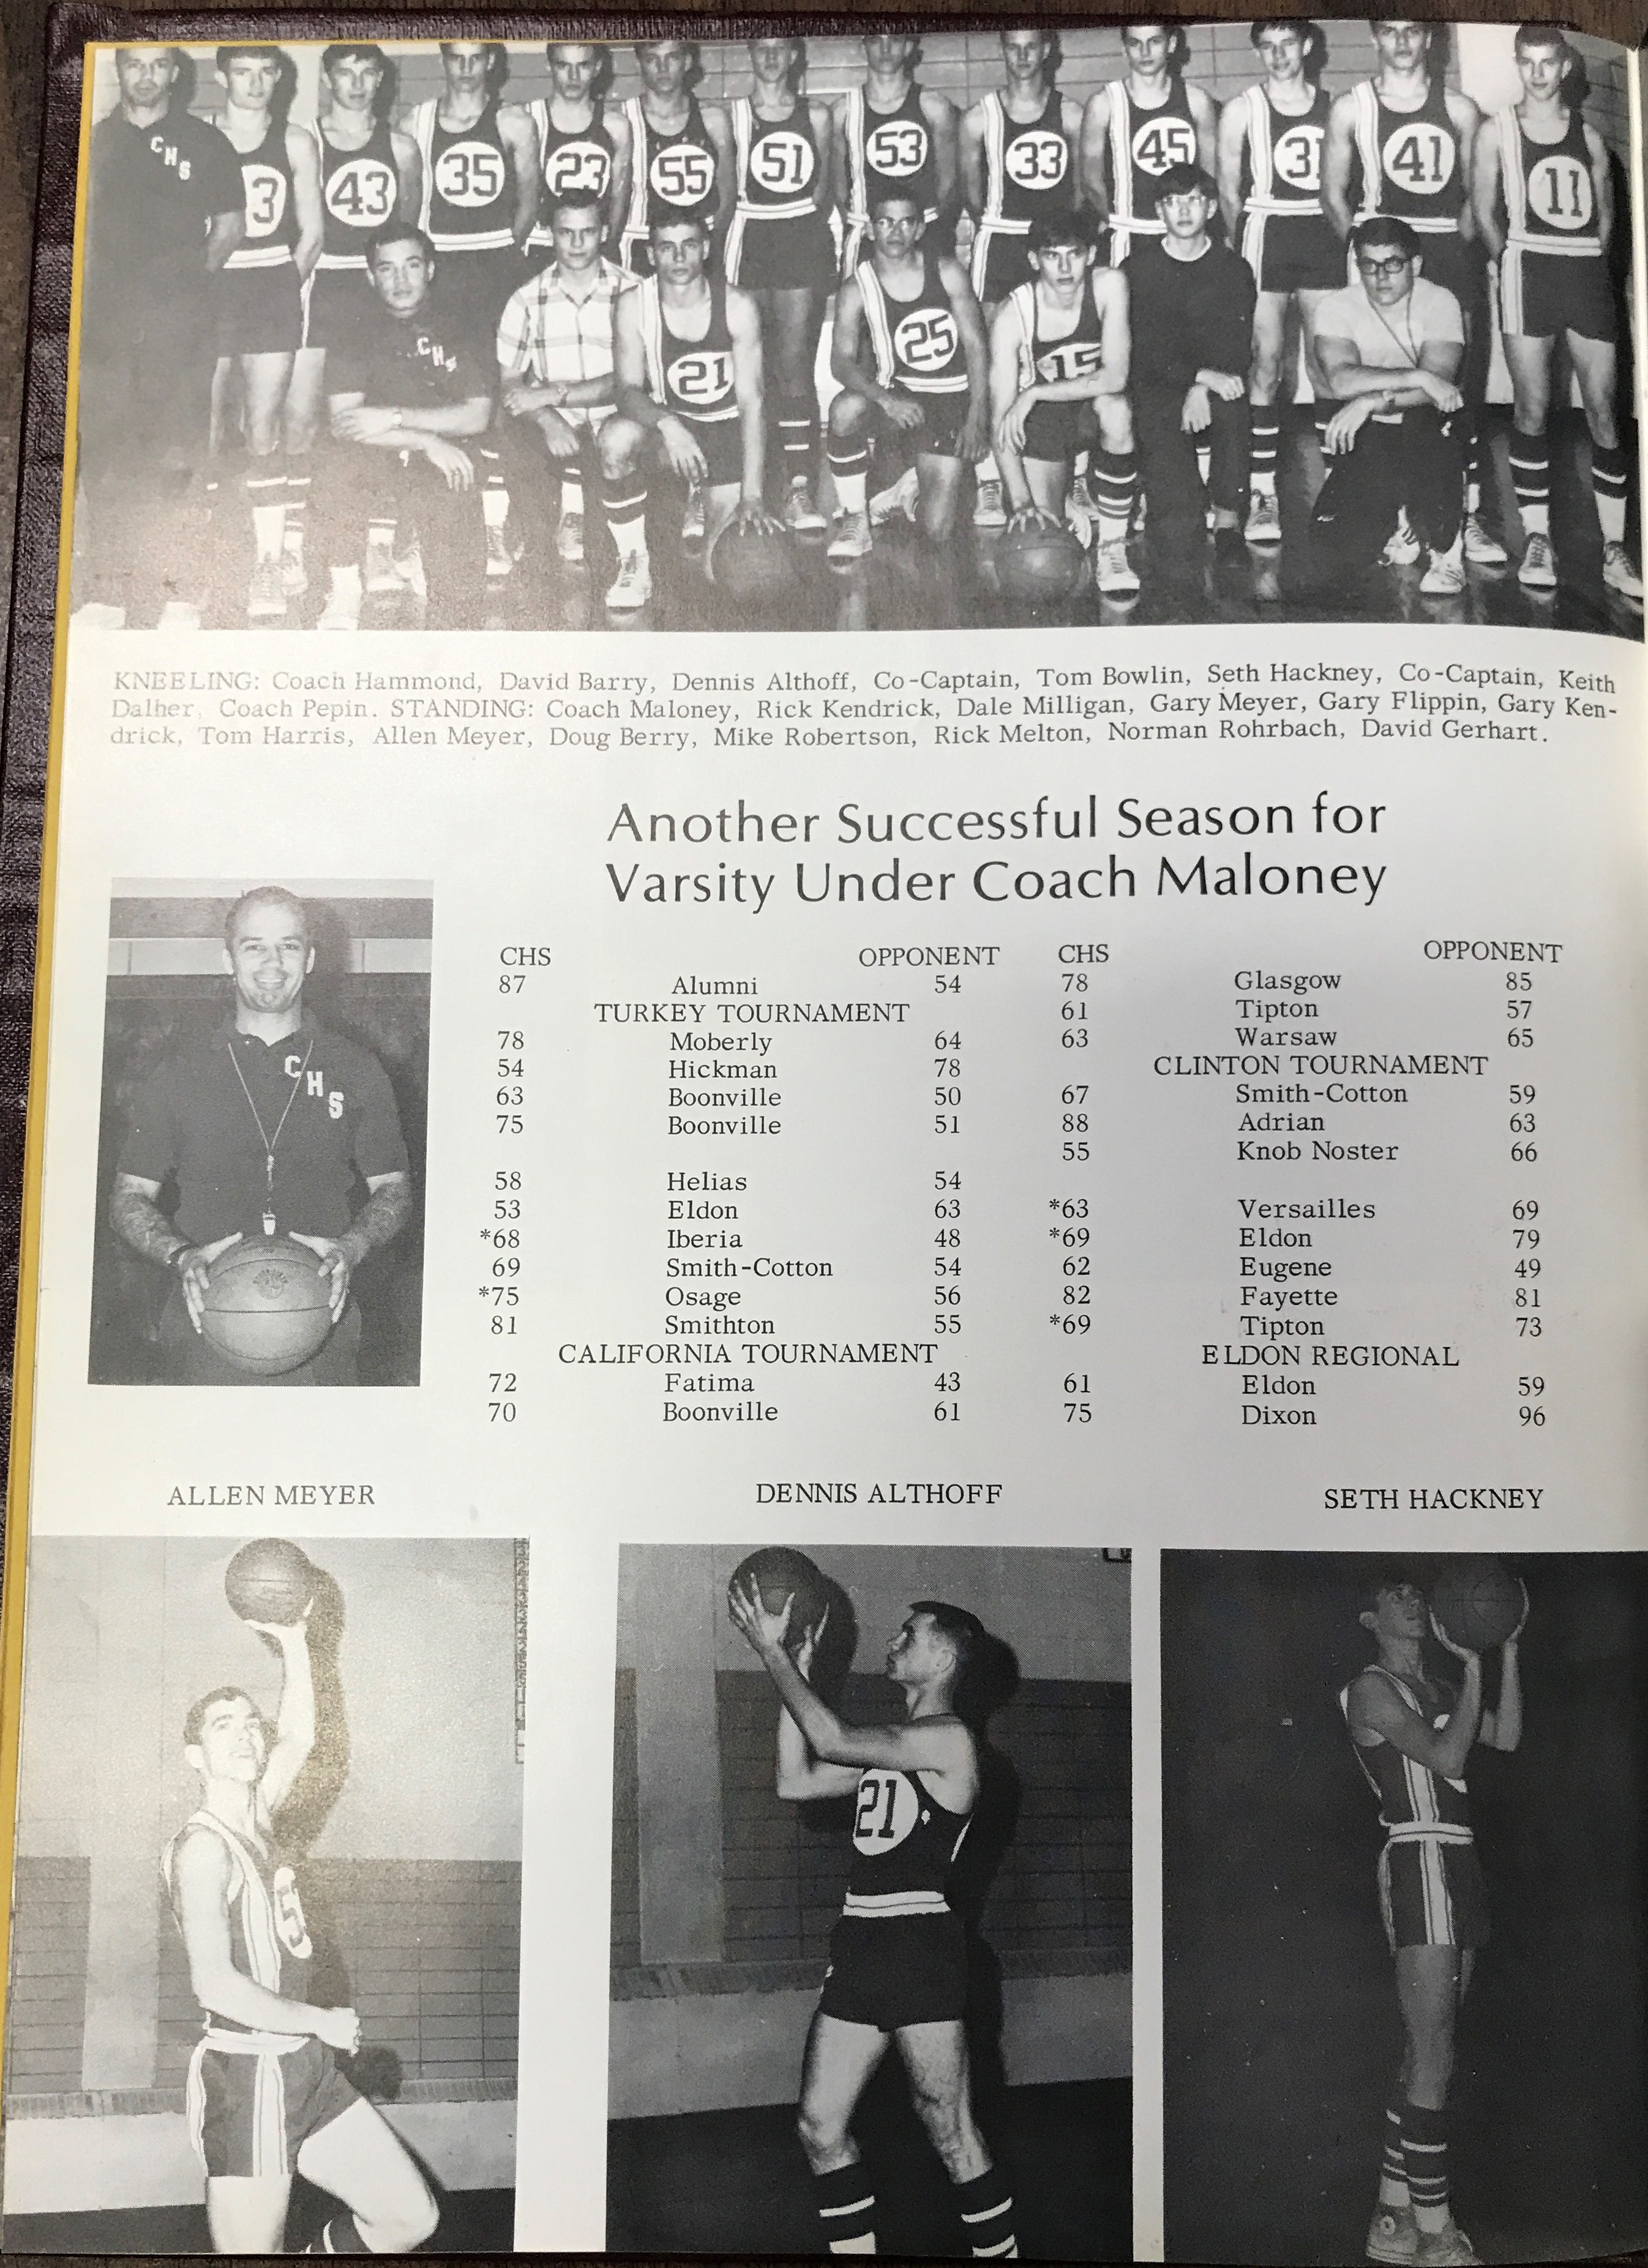 CHS
3
43
35
23
55
51
53
33
45
31
41
11
CHS
21
25
15
KNEELING: Coach Hammond, David Barry, Dennis Althoff, Co-Captain, Tom Bowlin, Seth Hackney, Co-Captain, Keith
Dalher, Coach Pepin. STANDING: Coach Maloney, Rick Kendrick, Dale Milligan, Gary Meyer, Gary Flippin, Gary Ken-
drick, Tom Harris, Allen Meyer, Doug Berry, Mike Robertson, Rick Melton, Norman Rohrbach, David Gerhart.
Another Successful Season for
Varsity Under Coach Maloney
CHS
CHS OPPONENT
87 Alumni 54
TURKEY TOURNAMENT
78 Moberly 64
54 Hickman 78
63 Boonville 50
75 Boonville 51
58 Helias 54
53 Eldon 63
*68 Iberia 48
69 Smith-Cotton 54
*75 Osage 56
81 Smithton 55
CALIFORNIA TOURNAMENT
72 Fatima 43
70 Boonville 61
CHS OPPONENT
78 Glasgow 85
61 Tipton 57
63 Warsaw 65
CLINTON TOURNAMENT
67 Smith-Cotton 59
88 Adrian 63
55 Knob Noster 66
*63 Versailles 69
*69 Eldon 79
62 Eugene 49
82 Fayette 81
*69 Tipton 73
ELDON REGIONAL
61 Eldon 59
75 Dixon 96
ALLEN MEYER
DENNIS ALTHOFF
SETH HACKNEY
5
21